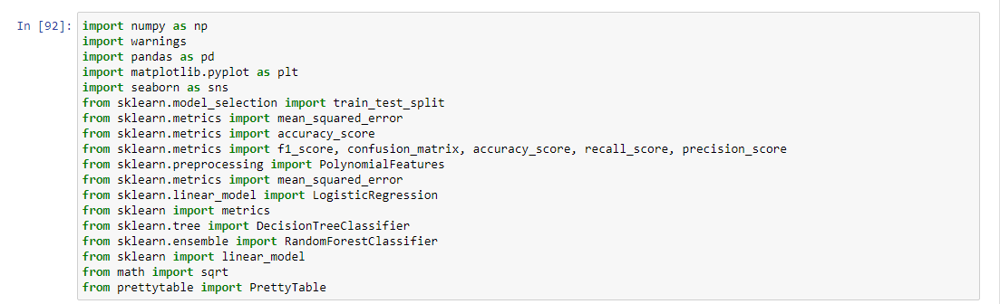 In [92]: import numpy as np
import warnings
import pandas as pd
import matplotlib.pyplot as plt
import seaborn as sns
from sklearn.model_selection import train_test_split
from sklearn.metrics import mean_squared_error
from sklearn.metrics import accuracy_score
from sklearn.metrics import f1_score, confusion_matrix, accuracy_score, recall_score, precision_score
from sklearn.preprocessing import PolynomialFeatures
from sklearn.metrics import mean_squared_error
from sklearn.linear_model import LogisticRegression
from sklearn import metrics
from sklearn.tree import DecisionTreeClassifier
from sklearn.ensemble import RandomForestClassifier
from sklearn import linear_model
from math import sqrt
from prettytable import PrettyTable